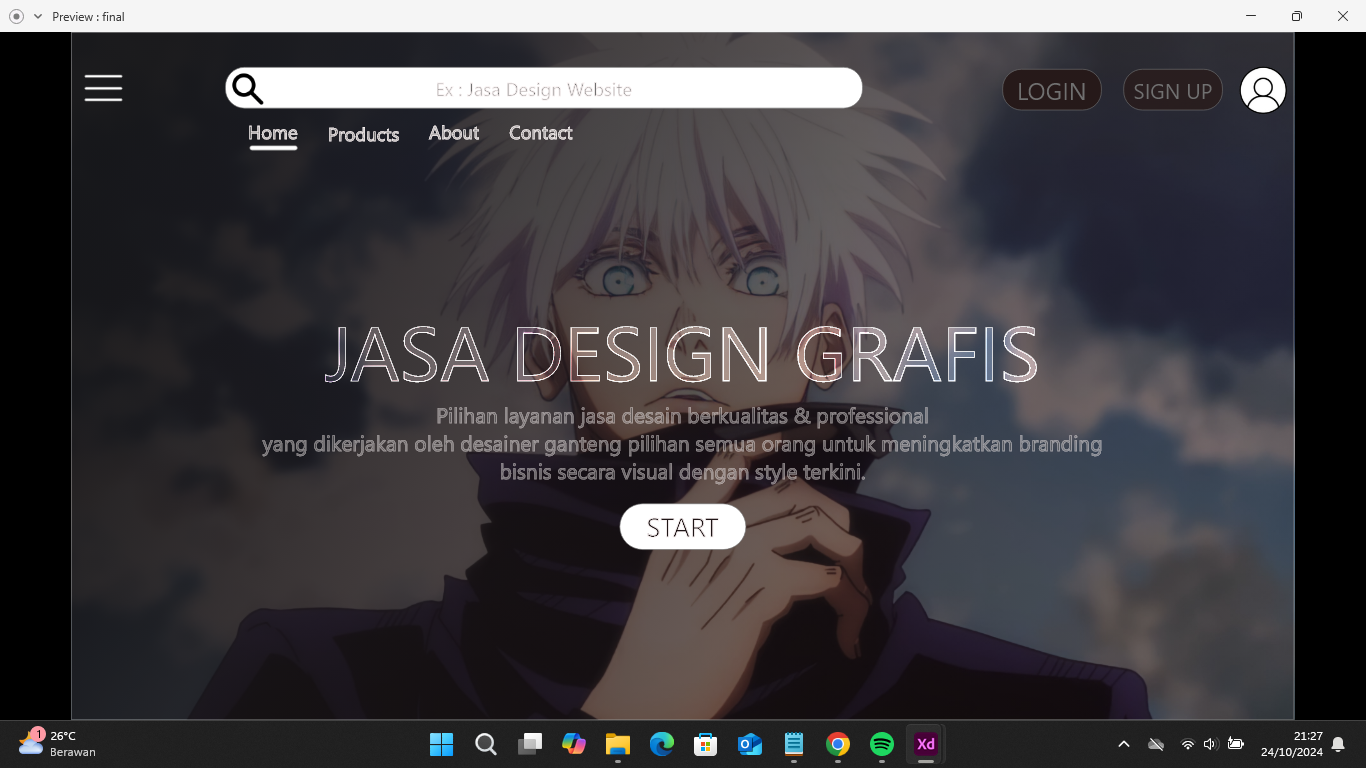 Preview : final
Ex : Jasa Design Website
LOGIN
SIGN UP
Home
Products
About
Contact
JASA DESIGN GRAFIS
Pilihan layanan jasa desain berkualitas & professional
yang dikerjakan oleh desainer ganteng pilihan semua orang untuk meningkatkan branding
bisnis secara visual dengan style terkini.
START
1
26°C
Berawan
Xd
21:27
24/10/2024